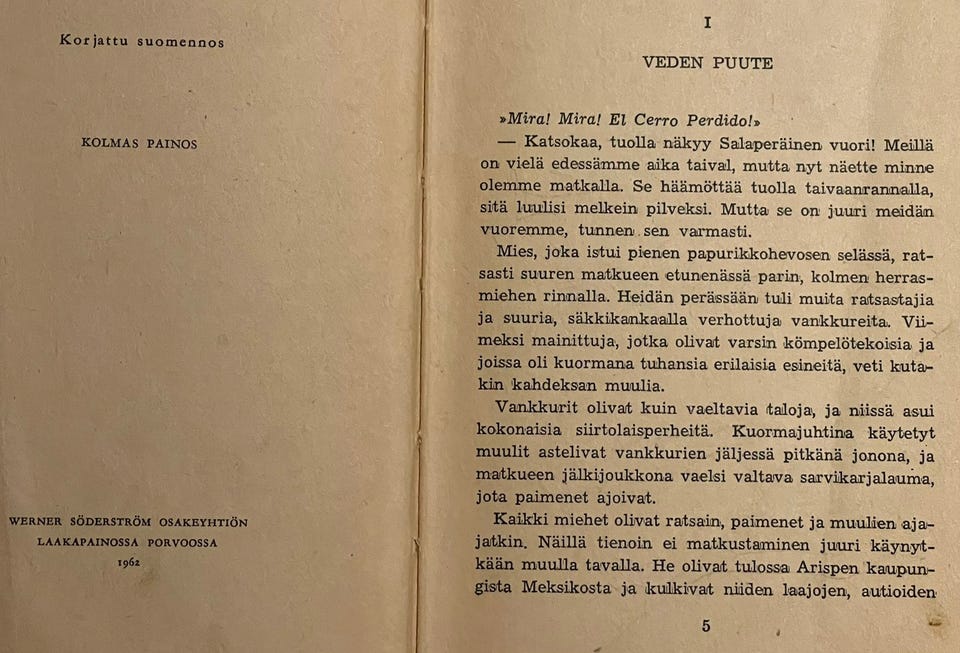 Korjattu suomennos
KOLMAS PAINOS
WERNER SÖDERSTRÖM OSAKEYHTIÖN
LAAKAPAINOSSA PORVOOSSA
1962
I
VEDEN PUUTE
»Mira! Mira! El Cerro Perdido!»
— Katsokaa, tuolla näkyy Salaperäinen vuori! Meillä
on vielä edessämme aika taival, mutta nyt näette minne
olemme matkalla. Se häämöttää tuolla taivaanrannalla,
sitä luulisi melkein pilveksi. Mutta se on juuri meidän
vuoremme, tunnen sen varmasti.
Mies, joka istui pienen papurikkohevosen selässä, rat-
sasti suuren matkueen etunenässä parin, kolmen herras-
miehen rinnalla. Heidän perässään tuli muita ratsastajia
ja suuria, säkkikankaalla verhottuja vankkureita. Vii-
meksi mainittuja, jotka olivat varsin kömpelötekoisia ja
joissa oli kuormana tuhansia erilaisia esineitä, veti kuta-
kin kahdeksan muulia.
Vankkurit olivat kuin vaeltavia taloja, ja niissä asui
kokonaisia siirtolaisperheitä. Kuormajuhtina käytetyt
muulit astelivat vankkurien jäljessä pitkänä jonona, ja
matkueen jälkijoukkona vaelsi valtava sarvikarjalauma,
jota paimenet ajoivat.
Kaikki miehet olivat ratsain, paimenet ja muulien aja-
jatkin. Näillä tienoin ei matkustaminen juuri käynyt-
kään muulla tavalla. He olivat tulossa Arispen kaupun-
gista Meksikosta ja kulkivat niiden laajojen, autioiden
5